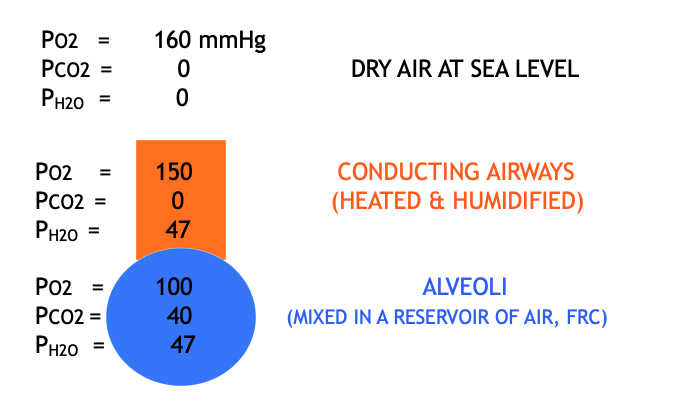 PO2 = 160 mmHg
PCO2 = 0 DRY AIR AT SEA LEVEL
PH2O = 0
PO2 = 150 CONDUCTING AIRWAYS
PCO2 = 0 (HEATED & HUMIDIFIED)
PH2O = 47
PO2 = 100 ALVEOLI
PCO2 = 40 (MIXED IN A RESERVOIR OF AIR, FRC)
PH2O = 47